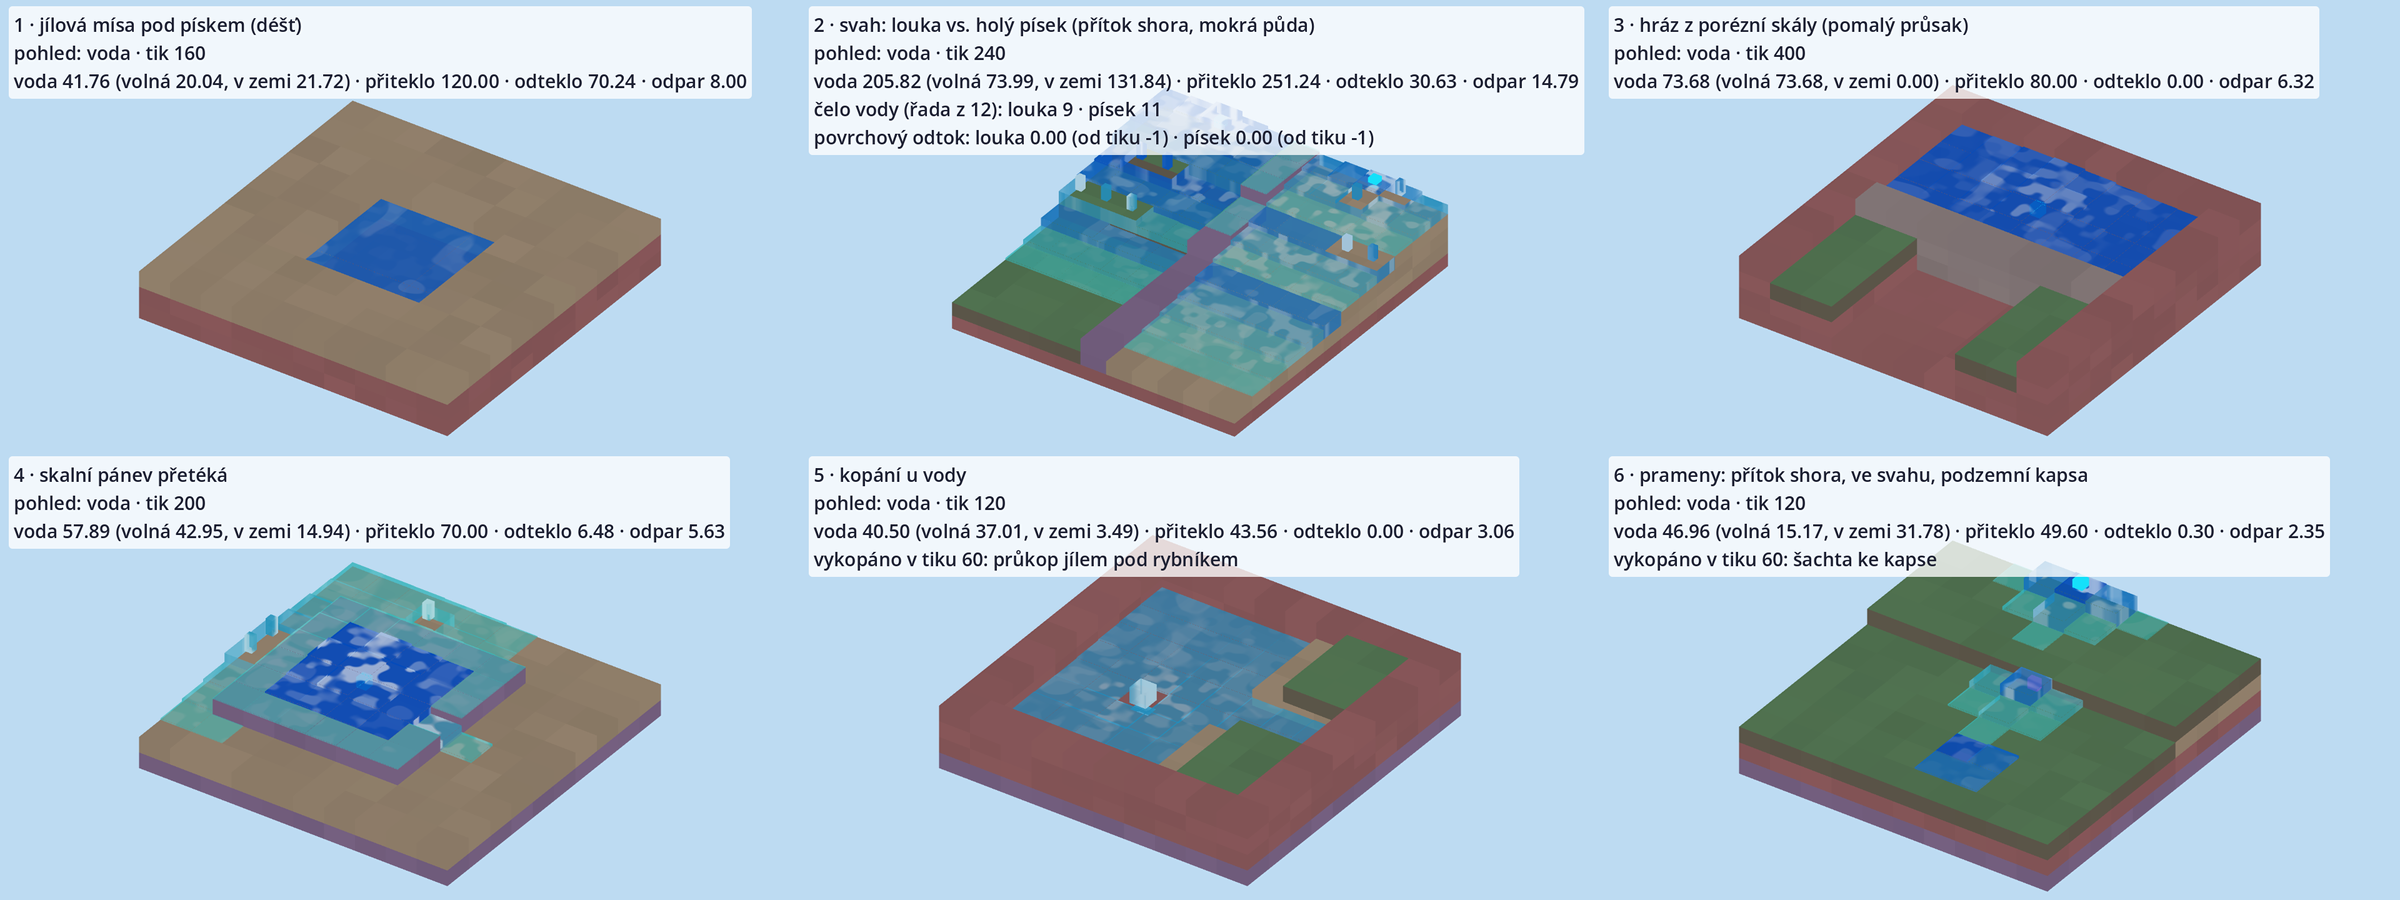 1 · jílová mísa pod pískem (déšť)
pohled: voda · tik 160
voda 41.76 (volná 20.04, v zemi 21.72) · přiteklo 120.00 · odteklo 70.24 · odpar 8.00
2 · svah: louka vs. holý písek (přítok shora, mokrá půda)
pohled: voda · tik 240
voda 205.82 (volná 73.99, v zemi 131.84) · přiteklo 251.24 · odteklo 30.63 · odpar 14.79
čelo vody (řada z 12): louka 9 · písek 11
povrchový odtok: louka 0.00 (od tiku -1) · písek 0.00 (od tiku -1)
3 · hráz z porézní skály (pomalý průsak)
pohled: voda · tik 400
voda 73.68 (volná 73.68, v zemi 0.00) · přiteklo 80.00 · odteklo 0.00 · odpar 6.32
4 · skalní pánev přetéká
pohled: voda · tik 200
voda 57.89 (volná 42.95, v zemi 14.94) · přiteklo 70.00 · odteklo 6.48 · odpar 5.63
5 · kopání u vody
pohled: voda · tik 120
voda 40.50 (volná 37.01, v zemi 3.49) · přiteklo 43.56 · odteklo 0.00 · odpar 3.06
vykopáno v tiku 60: průkop jílem pod rybníkem
6 · prameny: přítok shora, ve svahu, podzemní kapsa
pohled: voda · tik 120
voda 46.96 (volná 15.17, v zemi 31.78) · přiteklo 49.60 · odteklo 0.30 · odpar 2.35
vykopáno v tiku 60: šachta ke kapse